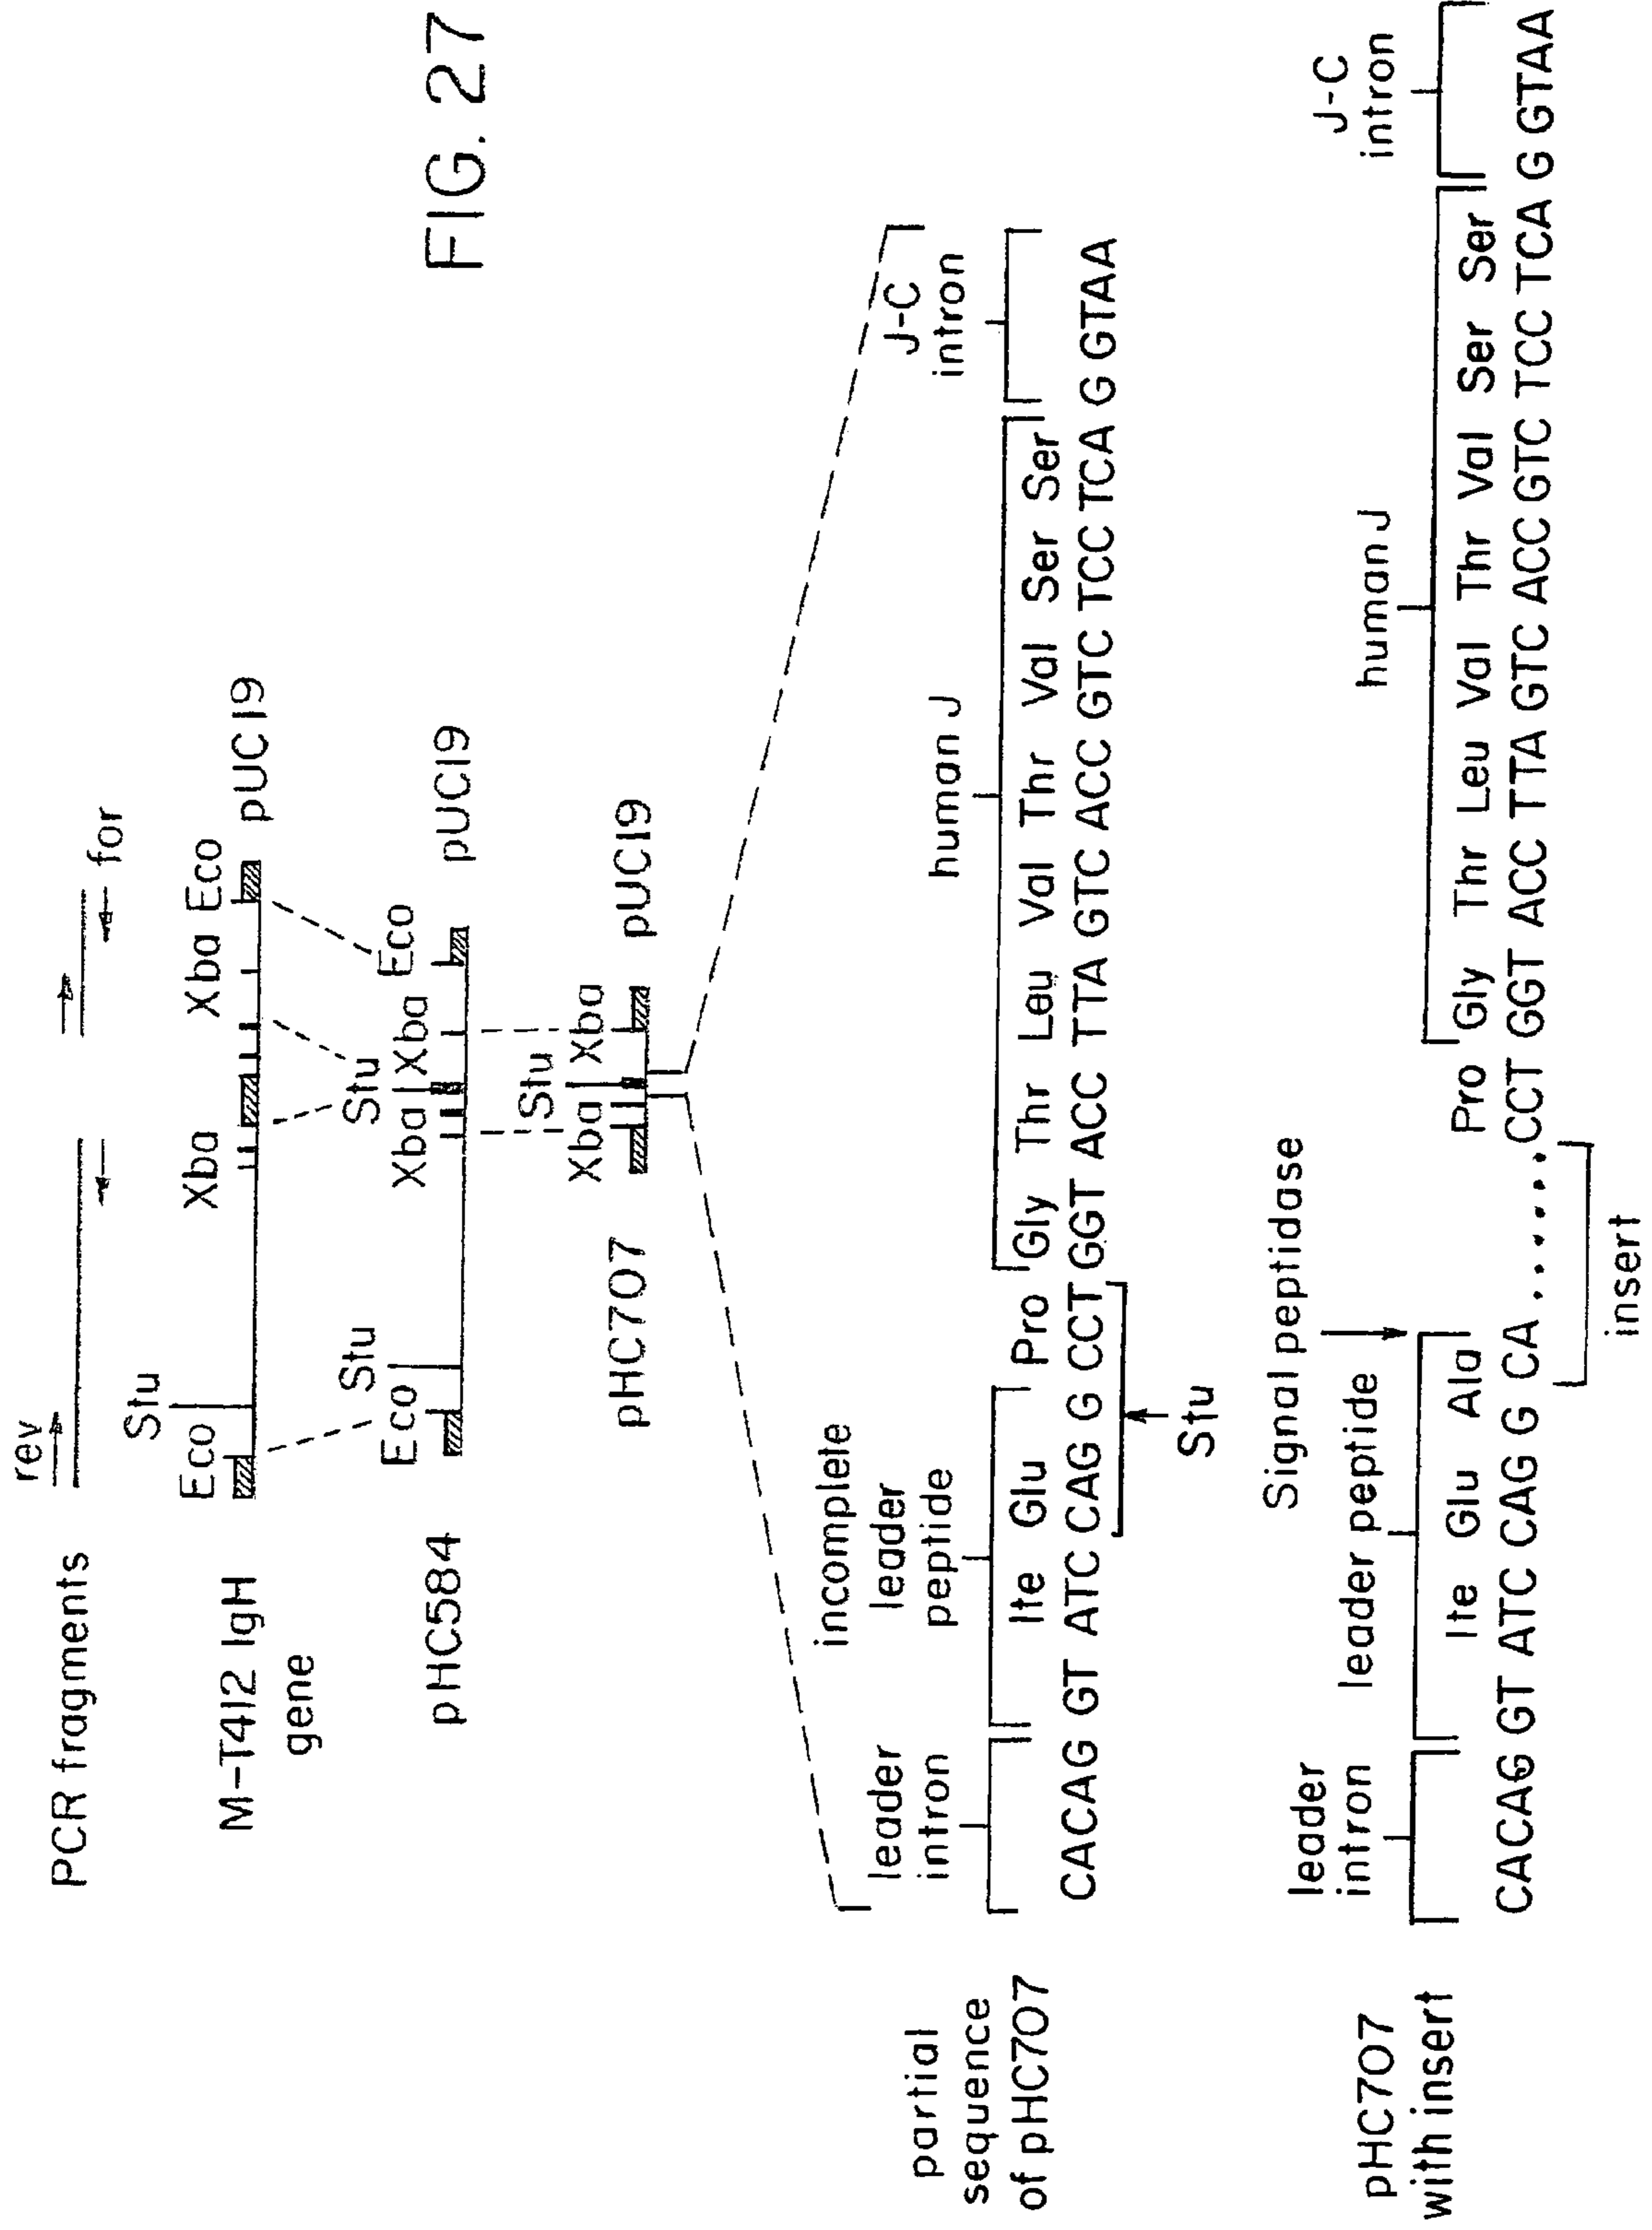 FIG. 27
PCR fragments
rev
for
M-T412 IgH
gene
Eco
Stu
Xba
Xba
Eco
pUC19
pHC584
Eco
Stu
Xba
Stu
Xba
Eco
pUC19
pHC707
Xba
Stu
Xba
pUC19
partial
sequence
of pHC707
leader
intron
incomplete
leader
peptide
human J
J-C
intron
Ite Glu Pro Gly Thr Leu Val Thr Val Ser Ser
CACAG GT ATC CAG G CCT GGT ACC TTA GTC ACC GTC TCC TCA G GTAA
Stu
pHC707
with insert
leader
intron
leader peptide
Signal peptidase
human J
J-C
intron
Ite Glu Ala Pro Gly Thr Leu Val Thr Val Ser Ser
CACAG GT ATC CAG G CA ...... CCT GGT ACC TTA GTC ACC GTC TCC TCA G GTAA
insert